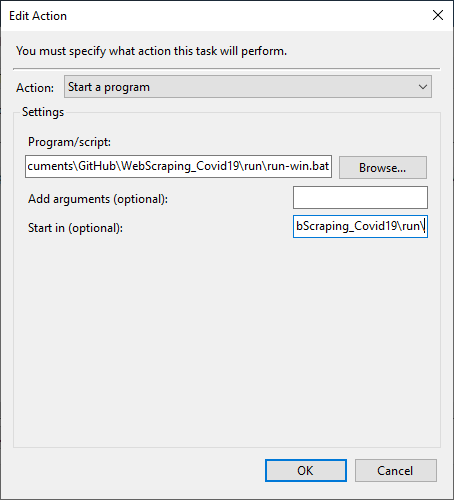 Edit Action
You must specify what action this task will perform.
Action: Start a program
Settings
Program/script:
cuments\GitHub\WebScraping_Covid19\run\run-win.bat Browse...
Add arguments (optional):
Start in (optional): bScraping_Covid19\run\
OK Cancel